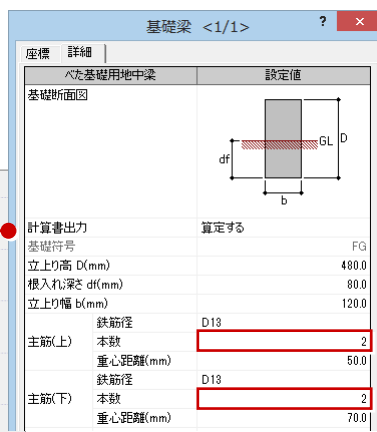 基礎梁 <1/1>
? ×
座標 詳細
べた基礎用地中梁 設定値
基礎断面図
GL D
df
b
計算書出力 算定する
基礎符号 FG
立上り高 D(mm) 480.0
根入れ深さ df(mm) 80.0
立上り幅 b(mm) 120.0
鉄筋径 D13
主筋(上) 本数 2
重心距離(mm) 50.0
鉄筋径 D13
主筋(下) 本数 2
重心距離(mm) 70.0